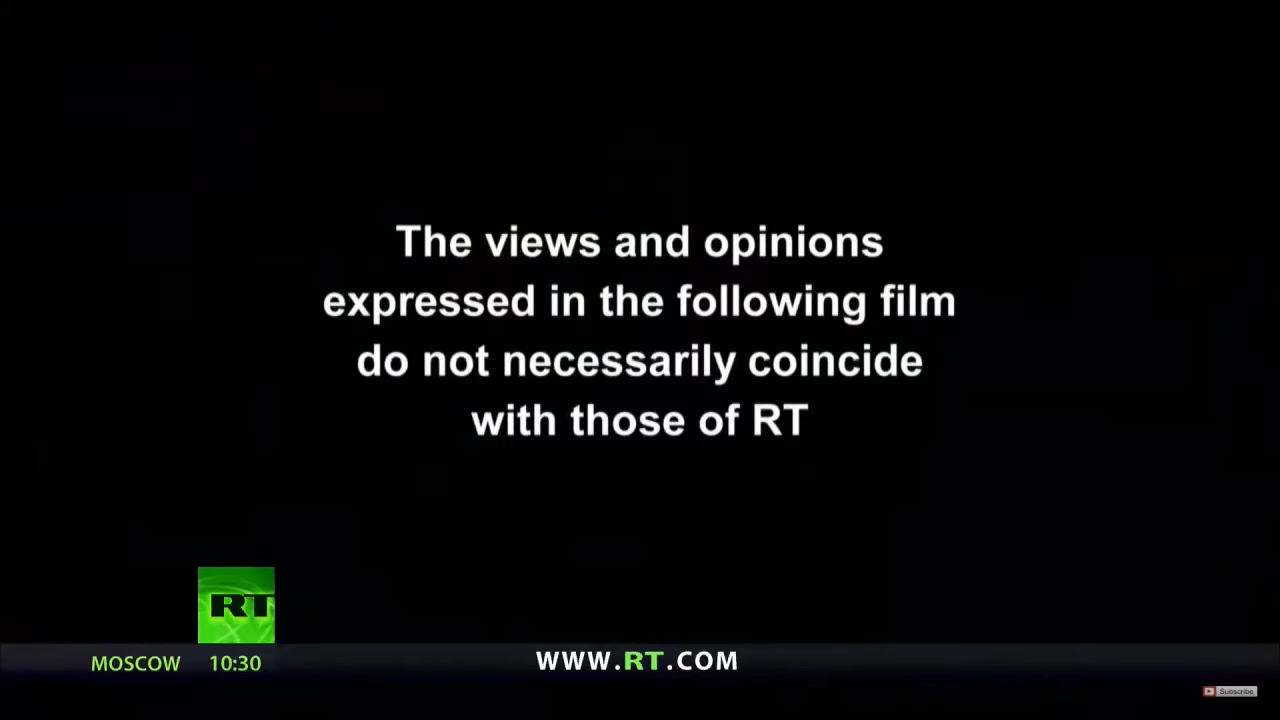 The views and opinions
expressed in the following film
do not necessarily coincide
with those of RT
RT
MOSCOW 10:30 WWW.RT.COM
Subscribe